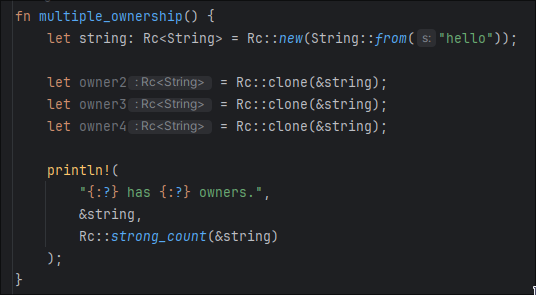 fn multiple_ownership() {
let string: Rc<String> = Rc::new(String::from( s: "hello"));
let owner2 : Rc<String> = Rc::clone(&string);
let owner3 : Rc<String> = Rc::clone(&string);
let owner4 : Rc<String> = Rc::clone(&string);
println!(
"{:?} has {:?} owners.",
&string,
Rc::strong_count(&string)
);
}